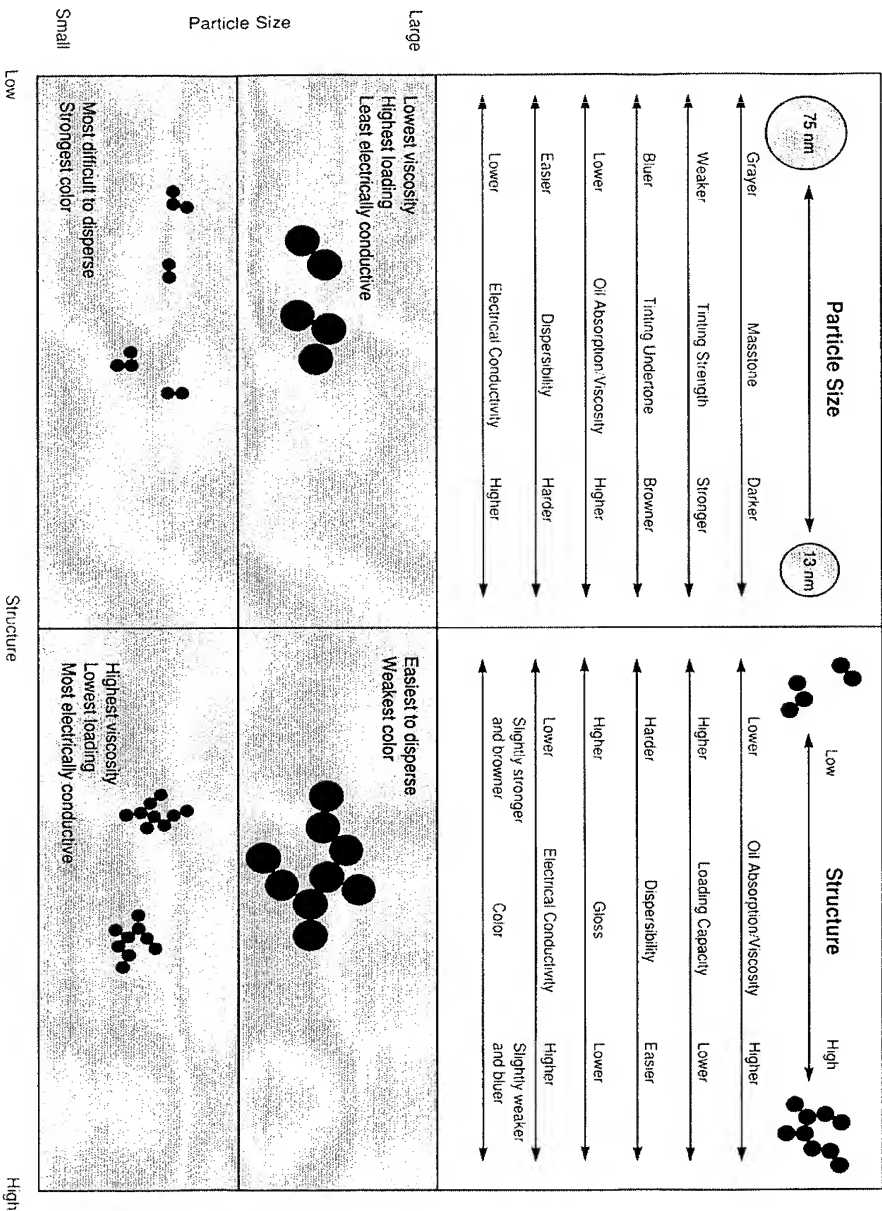 Particle Size
75 nm
13 nm
Grayer Masstone Darker
Weaker Tinting Strength Stronger
Bluer Tinting Undertone Browner
Lower Oil Absorption/Viscosity Higher
Easier Dispersibility Harder
Lower Electrical Conductivity Higher
Structure
Low
High
Lower Oil Absorption/Viscosity Higher
Higher Loading Capacity Lower
Harder Dispersibility Easier
Higher Gloss Lower
Lower Electrical Conductivity Higher
Slightly stronger
and browner
Color
Slightly weaker
and bluer
Large
Particle Size
Small
Lowest viscosity
Highest loading
Least electrically conductive
Easiest to disperse
Weakest color
Most difficult to disperse
Strongest color
Highest viscosity
Lowest loading
Most electrically conductive
Low
Structure
High